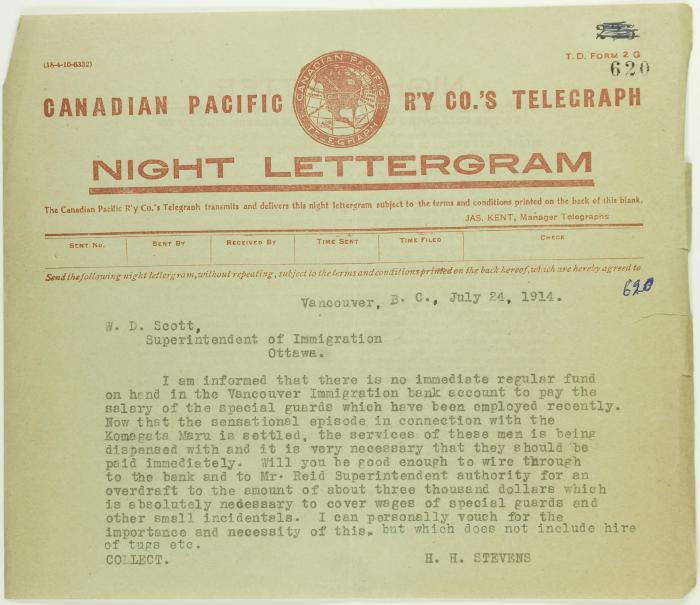 (18-4-10-6332)
T. D. FORM 2 G
620
CANADIAN PACIFIC R'Y CO.'S TELEGRAPH
CANADIAN PACIFIC
TELEGRAPH
NIGHT LETTERGRAM
The Canadian Pacific R'y Co.'s Telegraph transmits and delivers this night lettergram subject to the terms and conditions printed on the back of this blank.
JAS. KENT, Manager Telegraphs
SENT NO. SENT BY RECEIVED BY TIME SENT TIME FILED CHECK
Send the following night lettergram, without repeating, subject to the terms and conditions printed on the back hereof, which are hereby agreed to
620
Vancouver, B. C., July 24, 1914.
W. D. Scott,
Superintendent of Immigration
Ottawa.
I am informed that there is no immediate regular fund
on hand in the Vancouver Immigration bank account to pay the
salary of the special guards which have been employed recently.
Now that the sensational episode in connection with the
Komagata Maru is settled, the services of these men is being
dispensed with and it is very necessary that they should be
paid immediately. Will you be good enough to wire through
to the bank and to Mr. Reid Superintendent authority for an
overdraft to the amount of about three thousand dollars which
is absolutely necessary to cover wages of special guards and
other small incidentals. I can personally vouch for the
importance and necessity of this, but which does not include hire
of tugs etc.
COLLECT. H. H. STEVENS